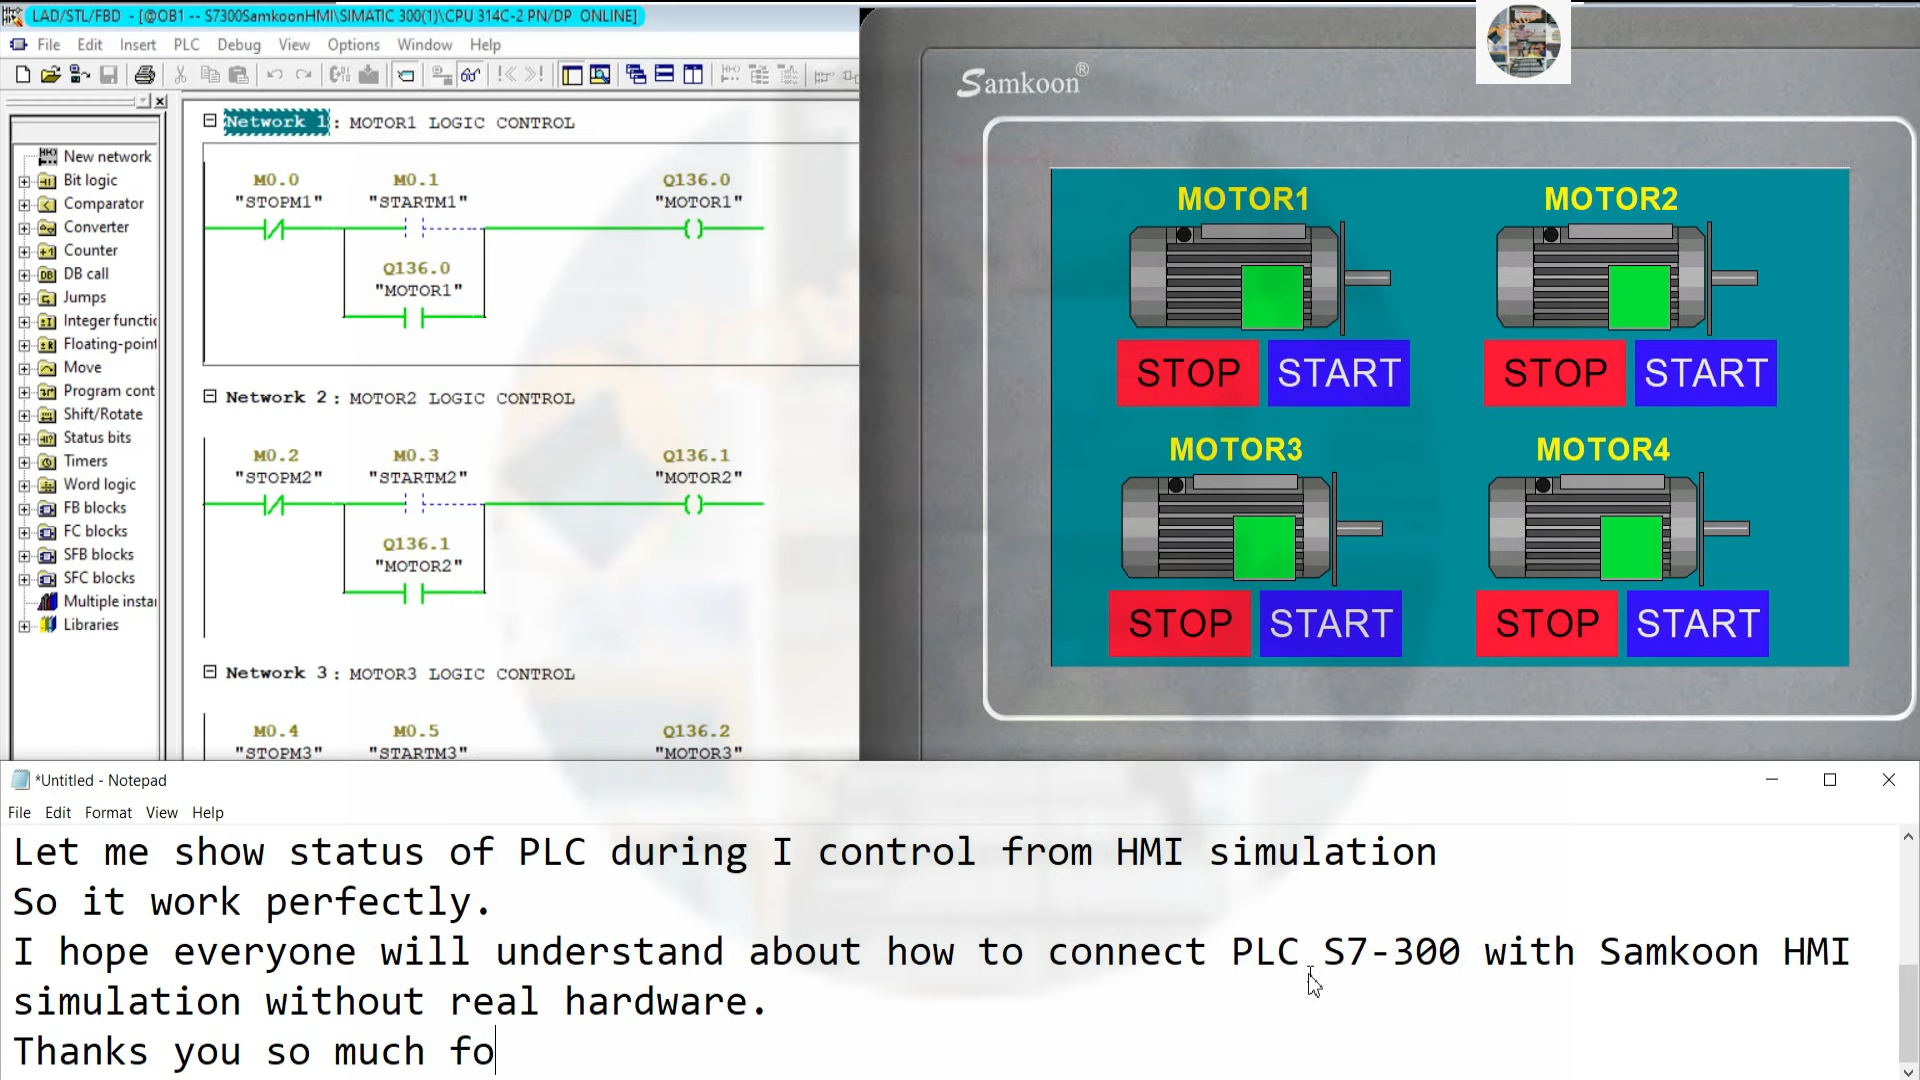 LAD/STL/FBD - [@OB1 -- S7300SamkoonHMI\SIMATIC 300(1)\CPU 314C-2 PN/DP ONLINE]
File Edit Insert PLC Debug View Options Window Help
New network
Bit logic
Comparator
Converter
Counter
DB call
Jumps
Integer functi
Floating-point
Move
Program cont
Shift/Rotate
Status bits
Timers
Word logic
FB blocks
FC blocks
SFB blocks
SFC blocks
Multiple insta
Libraries
Network 1 : MOTOR1 LOGIC CONTROL
M0.0 M0.1 Q136.0
"STOPM1" "STARTM1" "MOTOR1"
Q136.0
"MOTOR1"
Network 2 : MOTOR2 LOGIC CONTROL
M0.2 M0.3 Q136.1
"STOPM2" "STARTM2" "MOTOR2"
Q136.1
"MOTOR2"
Network 3 : MOTOR3 LOGIC CONTROL
M0.4 M0.5 Q136.2
"STOPM3" "STARTM3" "MOTOR3"
Samkoon®
MOTOR1 MOTOR2
STOP START STOP START
MOTOR3 MOTOR4
STOP START STOP START
*Untitled - Notepad
File Edit Format View Help
Let me show status of PLC during I control from HMI simulation
So it work perfectly.
I hope everyone will understand about how to connect PLC S7-300 with Samkoon HMI
simulation without real hardware.
Thanks you so much fo